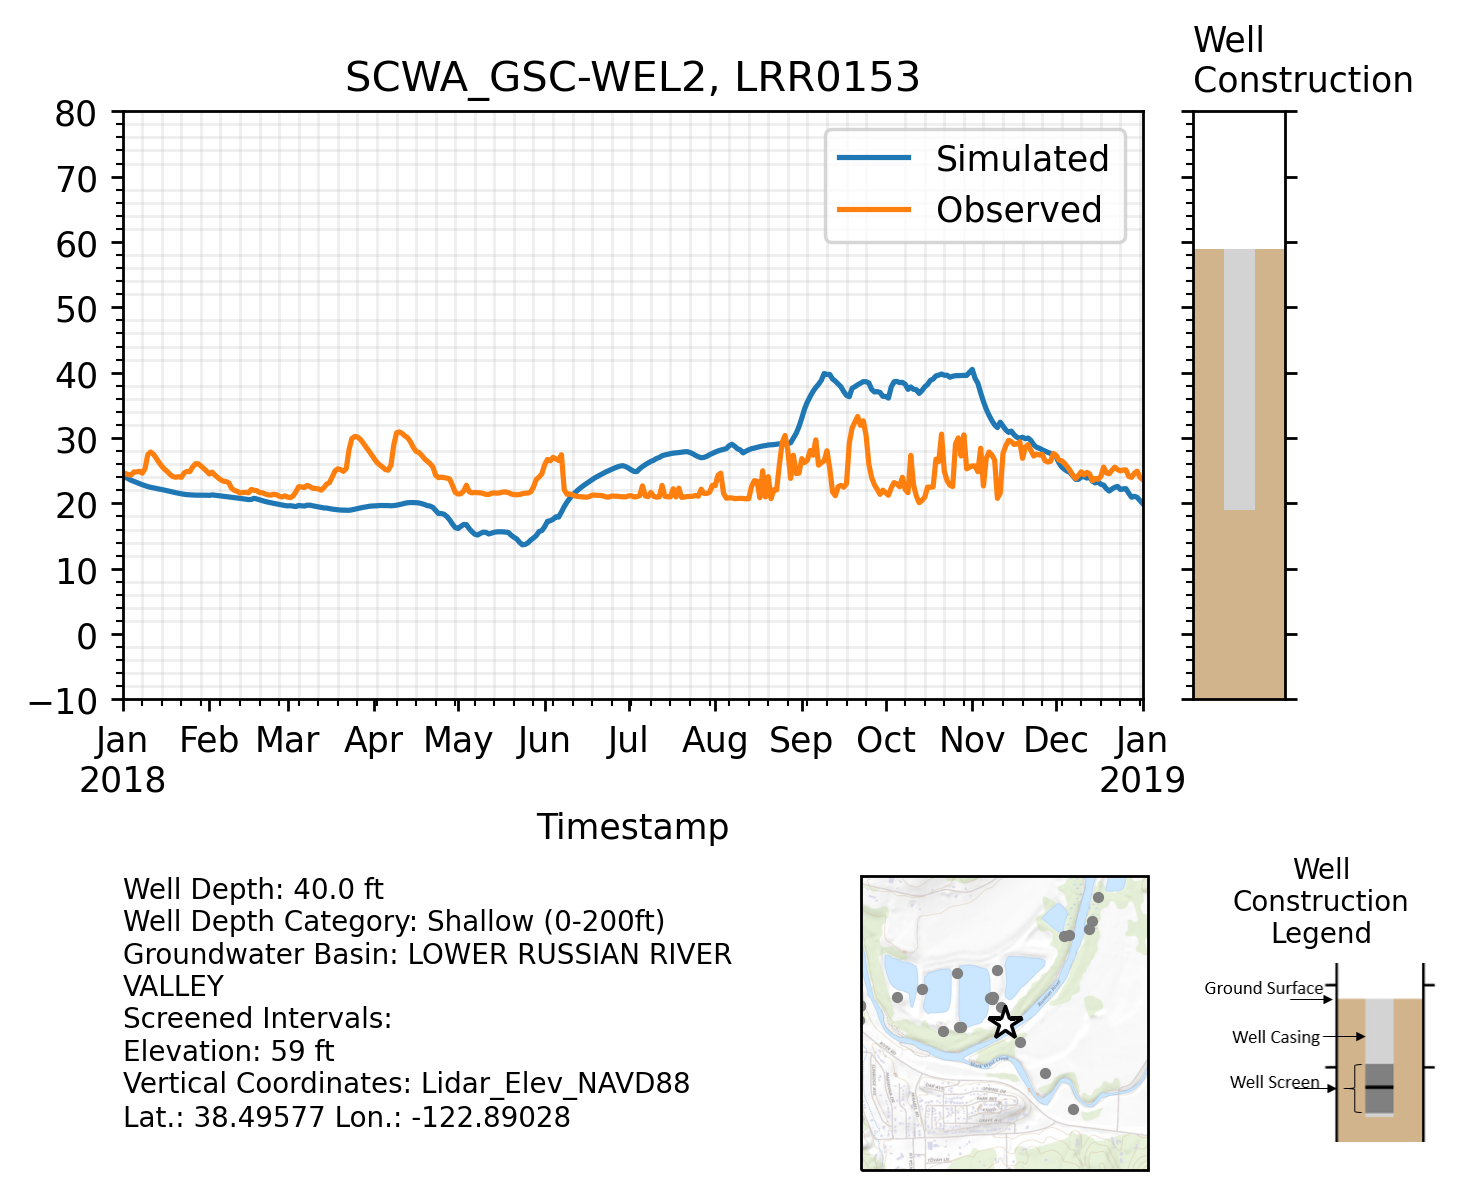 Well
Construction
SCWA_GSC-WEL2, LRR0153
80
70
60
50
40
30
20
10
0
−10
Simulated
Observed
Jan Feb Mar Apr May Jun Jul Aug Sep Oct Nov Dec Jan
2018 2019
Timestamp
Well Depth: 40.0 ft
Well Depth Category: Shallow (0-200ft)
Groundwater Basin: LOWER RUSSIAN RIVER
VALLEY
Screened Intervals:
Elevation: 59 ft
Vertical Coordinates: Lidar_Elev_NAVD88
Lat.: 38.49577 Lon.: -122.89028
Well
Construction
Legend
Ground Surface
Well Casing
Well Screen